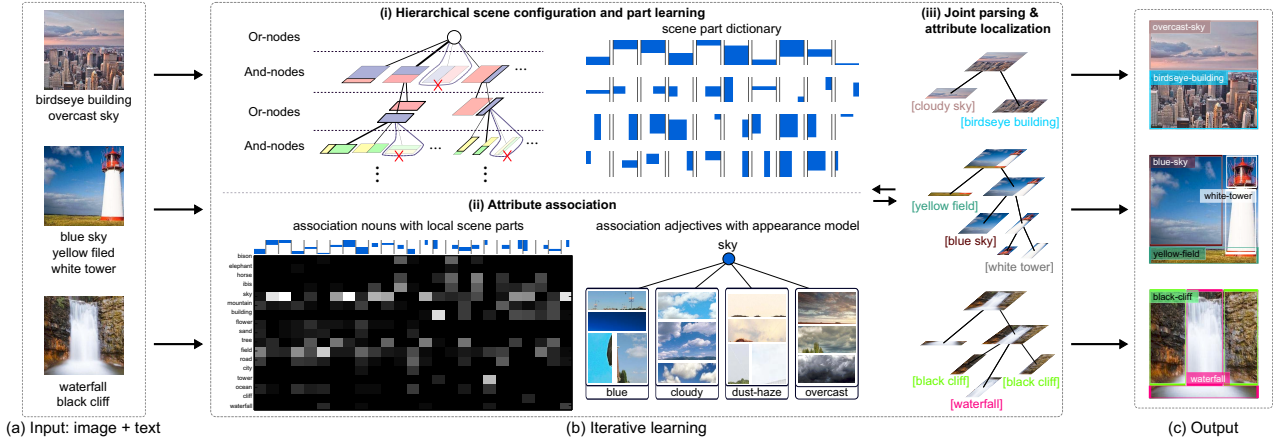 birdseye building
overcast sky
blue sky
yellow filed
white tower
waterfall
black cliff
(a) Input: image + text
(i) Hierarchical scene configuration and part learning
Or-nodes
And-nodes
Or-nodes
And-nodes
...
...
...
scene part dictionary
(ii) Attribute association
association nouns with local scene parts
bison
elephant
horse
ibix
sky
mountain
building
flower
sand
tree
field
road
city
tower
ocean
cliff
waterfall
association adjectives with appearance model
sky
blue
cloudy
dust-haze
overcast
(b) Iterative learning
(iii) Joint parsing &
attribute localization
[cloudy sky]
[birdseye building]
[yellow field]
[blue sky]
[white tower]
[black cliff]
[black cliff]
[waterfall]
overcast-sky
birdseye-building
blue-sky
white-tower
yellow-field
black-cliff
waterfall
(c) Output